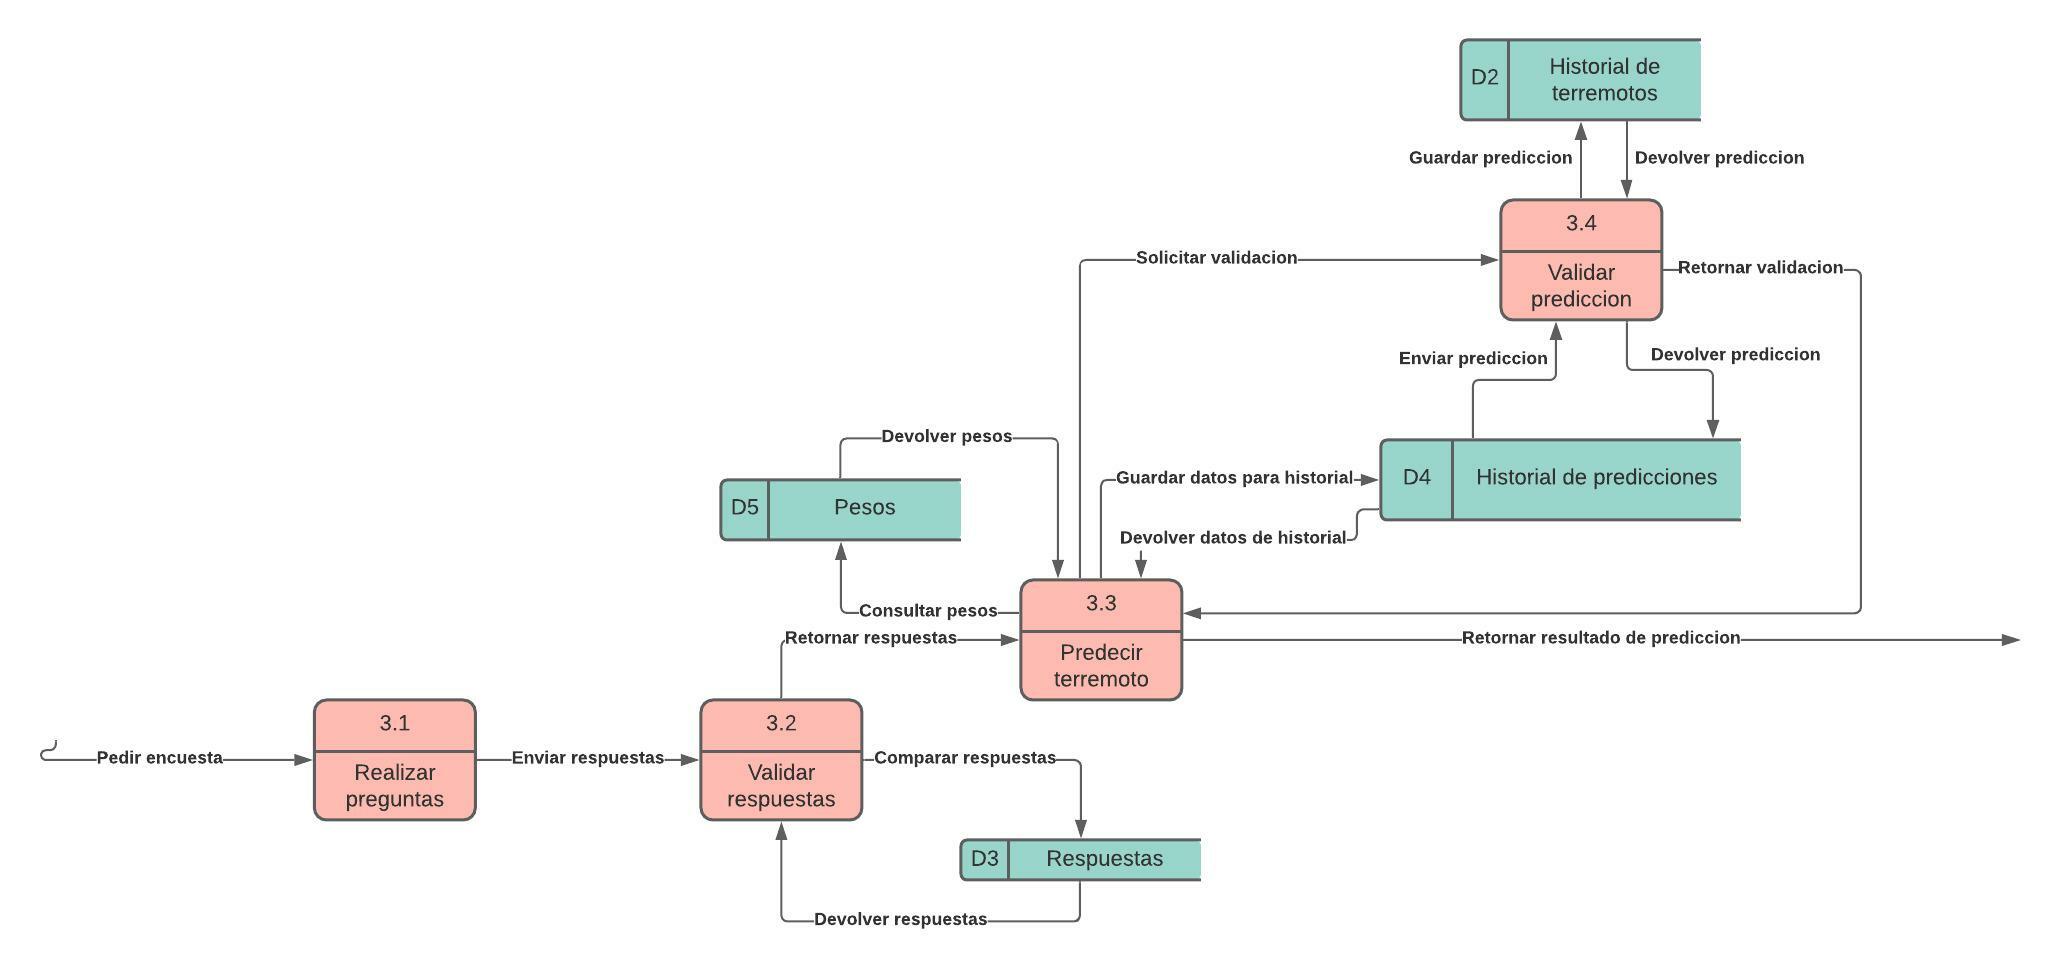 D2
Historial de
terremotos
Guardar prediccion
Devolver prediccion
3.4
Validar
prediccion
Solicitar validacion
Retornar validacion
Enviar prediccion
Devolver prediccion
Devolver pesos
D4
Historial de predicciones
Guardar datos para historial
D5
Pesos
Devolver datos de historial
3.3
Predecir
terremoto
Consultar pesos
Retornar respuestas
Retornar resultado de prediccion
3.1
Realizar
preguntas
3.2
Validar
respuestas
Pedir encuesta
Enviar respuestas
Comparar respuestas
D3
Respuestas
Devolver respuestas